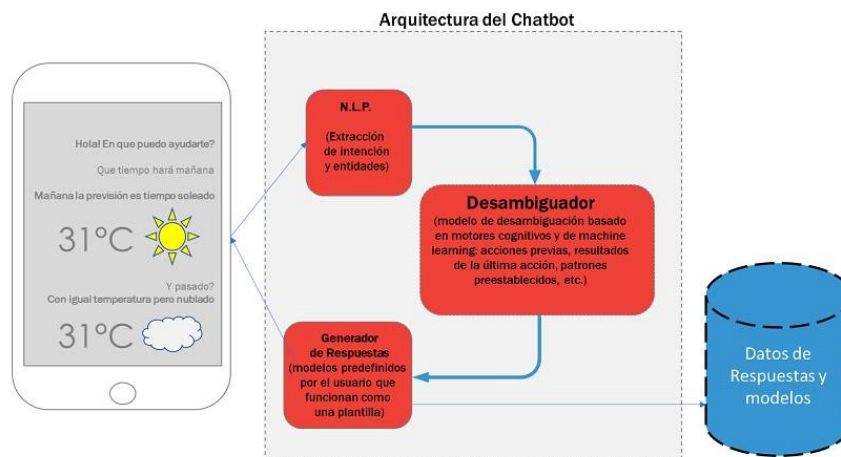 Arquitectura del Chatbot
Hola! En que puedo ayudarte?
Que tiempo hará mañana
Mañana la previsión es tiempo soleado
31°C
Y pasado?
Con igual temperatura pero nublado
31°C
N.L.P.
(Extracción
de intención
y entidades)
Desambiguador
(modelo de desambiguación basado
en motores cognitivos y de machine
learning: acciones previas, resultados
de la última acción, patrones
preestablecidos, etc.)
Generador
de Respuestas
(modelos predefinidos
por el usuario que
funcionan como
una plantilla)
Datos de
Respuestas y
modelos